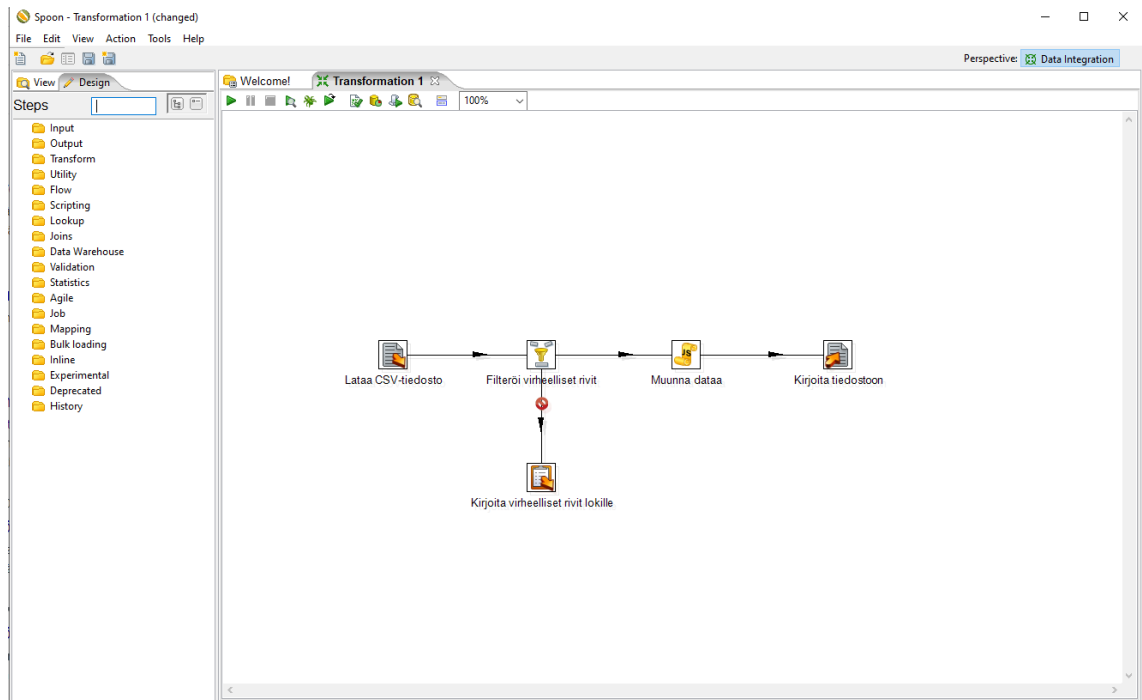 Spoon - Transformation 1 (changed)
File Edit View Action Tools Help
Perspective: Data Integration
View Design
Welcome! Transformation 1
Steps
100%
Input
Output
Transform
Utility
Flow
Scripting
Lookup
Joins
Data Warehouse
Validation
Statistics
Agile
Job
Mapping
Bulk loading
Inline
Experimental
Deprecated
History
Lataa CSV-tiedosto Filteröi virheelliset rivit Muunna dataa Kirjoita tiedostoon
JS
Kirjoita virheelliset rivit lokille